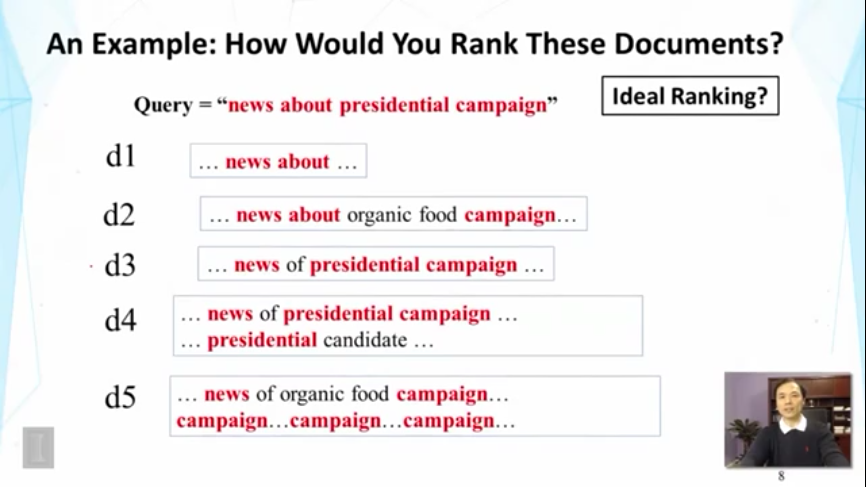 An Example: How Would You Rank These Documents?
Query = “news about presidential campaign”
Ideal Ranking?
d1
… news about …
d2
… news about organic food campaign…
d3
… news of presidential campaign …
d4
… news of presidential campaign …
… presidential candidate …
d5
… news of organic food campaign…
campaign…campaign…campaign…
I
8